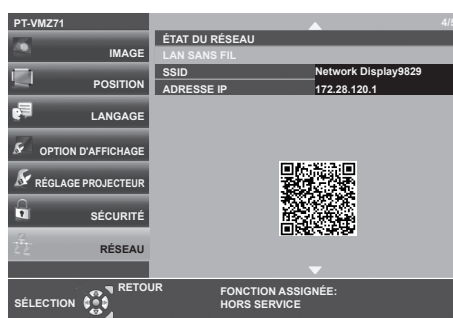 PT-VMZ71
4/5
IMAGE
POSITION
LANGAGE
OPTION D'AFFICHAGE
RÉGLAGE PROJECTEUR
SÉCURITÉ
RÉSEAU
ÉTAT DU RÉSEAU
LAN SANS FIL
SSID Network Display9829
ADRESSE IP 172.28.120.1
SÉLECTION
RETOUR
FONCTION ASSIGNÉE:
HORS SERVICE